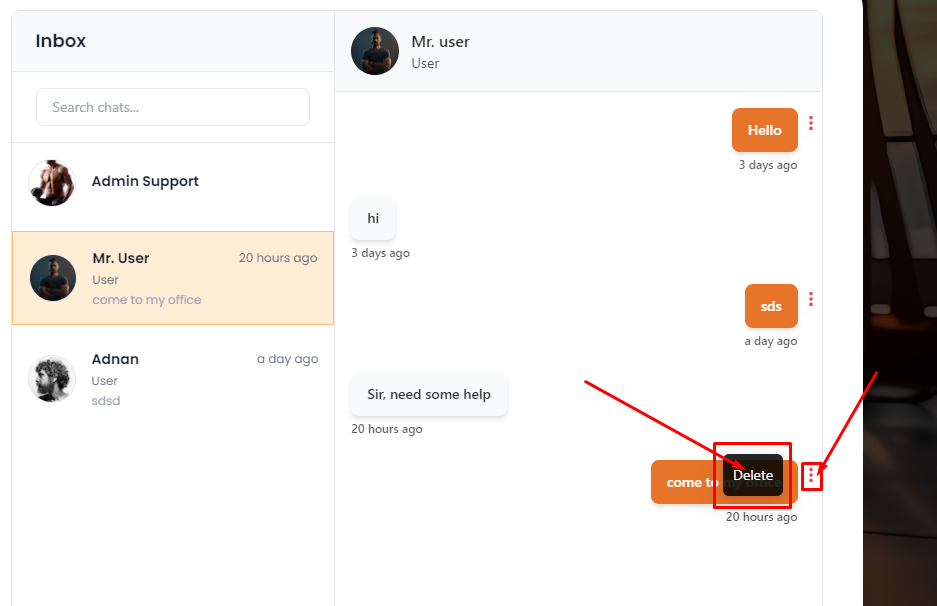 Inbox
Search chats...
Admin Support
Mr. User
20 hours ago
User
come to my office
Adnan
a day ago
User
sdsd
Mr. user
User
Hello
3 days ago
hi
3 days ago
sds
a day ago
Sir, need some help
20 hours ago
come to my office
Delete
20 hours ago